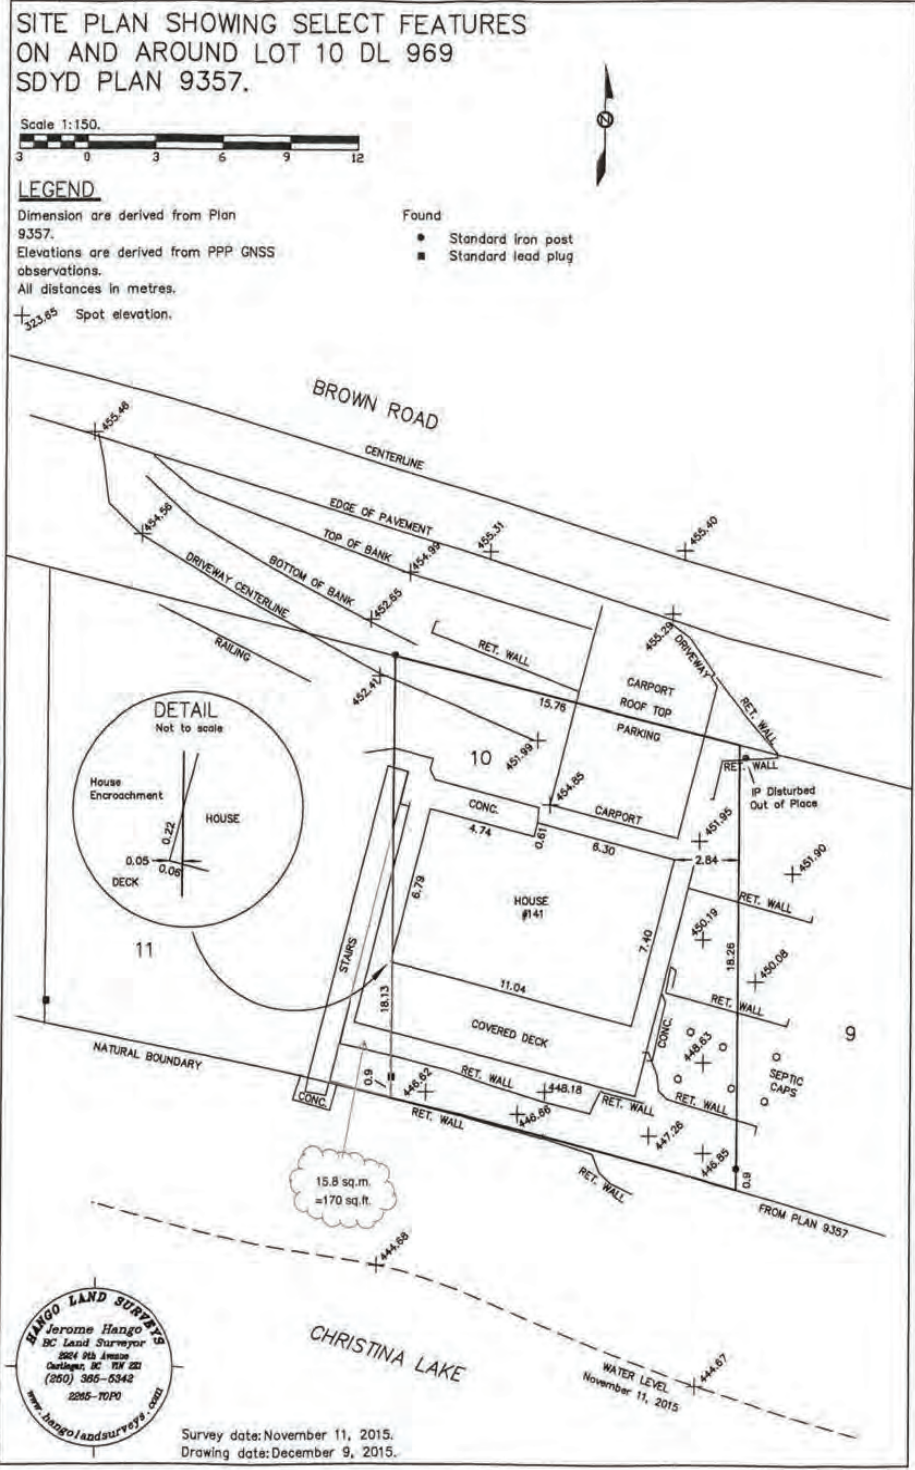 SITE PLAN SHOWING SELECT FEATURES
ON AND AROUND LOT 10 DL 969
SDYD PLAN 9357.
Scale 1:150.
3 0 3 6 9 12
N
LEGEND
Dimension are derived from Plan
9357.
Elevations are derived from PPP GNSS
observations.
All distances in metres.
323.65 Spot elevation.
Found
Standard iron post
Standard lead plug
BROWN ROAD
CENTERLINE
455.46
EDGE OF PAVEMENT
455.31
455.40
454.56
TOP OF BANK
454.99
BOTTOM OF BANK
452.65
DRIVEWAY CENTERLINE
RAILING
RET. WALL
455.29
DRIVEWAY
CARPORT
ROOF TOP
PARKING
RET. WALL
452.41
15.76
DETAIL
Not to scale
House
Encroachment
HOUSE
0.22
0.05
0.06
DECK
10
451.99
RET. WALL
IP Disturbed
Out of Place
454.85
CONC.
4.74
0.61
CARPORT
6.30
451.95
2.84
451.90
6.79
HOUSE
#141
RET. WALL
450.19
7.40
18.26
450.08
11
STAIRS
18.13
11.04
RET. WALL
COVERED DECK
CONC.
448.63
9
SEPTIC
CAPS
NATURAL BOUNDARY
0.9
RET. WALL
446.62
448.18
RET. WALL
RET. WALL
CONC.
RET. WALL
446.66
447.26
446.85
0.9
RET. WALL
FROM PLAN 9357
15.8 sq.m.
=170 sq.ft.
444.68
CHRISTINA LAKE
WATER LEVEL
November 11, 2015
444.67
HANGO LAND SURVEYS
Jerome Hango
BC Land Surveyor
2924 9th Avenue
Castlegar, BC
(250) 365-5342
2265-TOPO
www.hangolandsurveys.com
Survey date: November 11, 2015.
Drawing date: December 9, 2015.